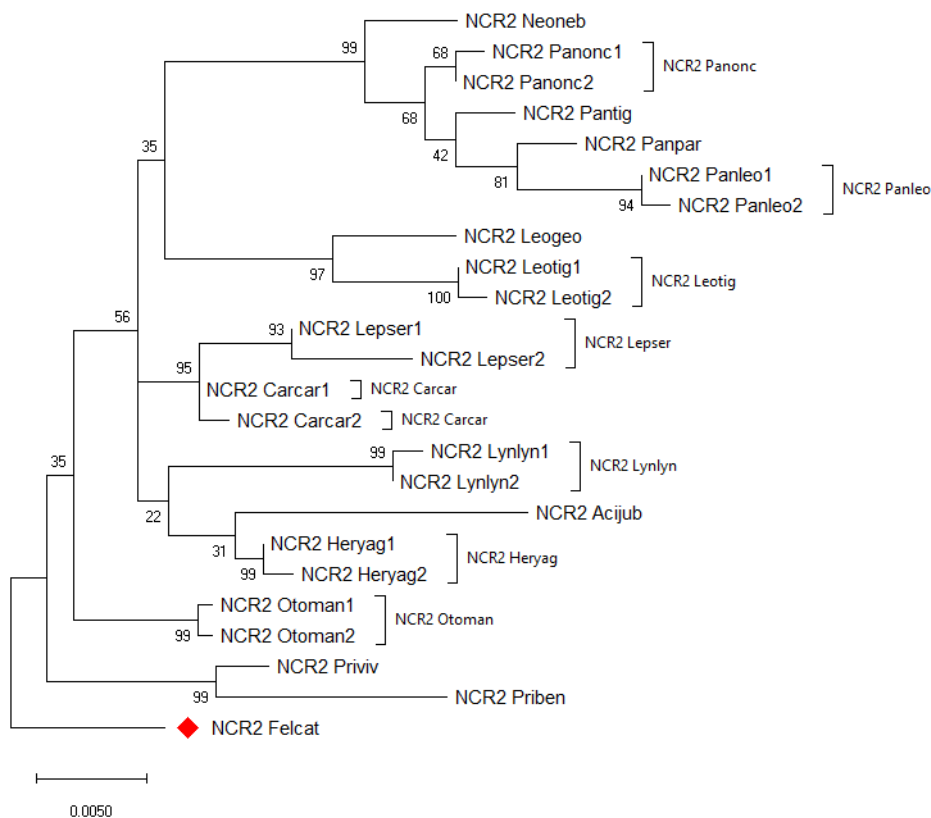 NCR2 Neoneb
99
68
NCR2 Panonc1
NCR2 Panonc
NCR2 Panonc2
68
NCR2 Pantig
35
42
NCR2 Panpar
81
NCR2 Panleo1
NCR2 Panleo
94
NCR2 Panleo2
NCR2 Leogeo
97
NCR2 Leotig1
NCR2 Leotig
100
NCR2 Leotig2
56
93
NCR2 Lepser1
NCR2 Lepser
NCR2 Lepser2
95
NCR2 Carcar1
NCR2 Carcar
NCR2 Carcar2
NCR2 Carcar
99
NCR2 Lynlyn1
NCR2 Lynlyn
35
NCR2 Lynlyn2
22
NCR2 Acijub
31
NCR2 Heryag1
NCR2 Heryag
99
NCR2 Heryag2
NCR2 Otoman1
NCR2 Otoman
99
NCR2 Otoman2
NCR2 Priviv
99
NCR2 Priben
NCR2 Felcat
0.0050